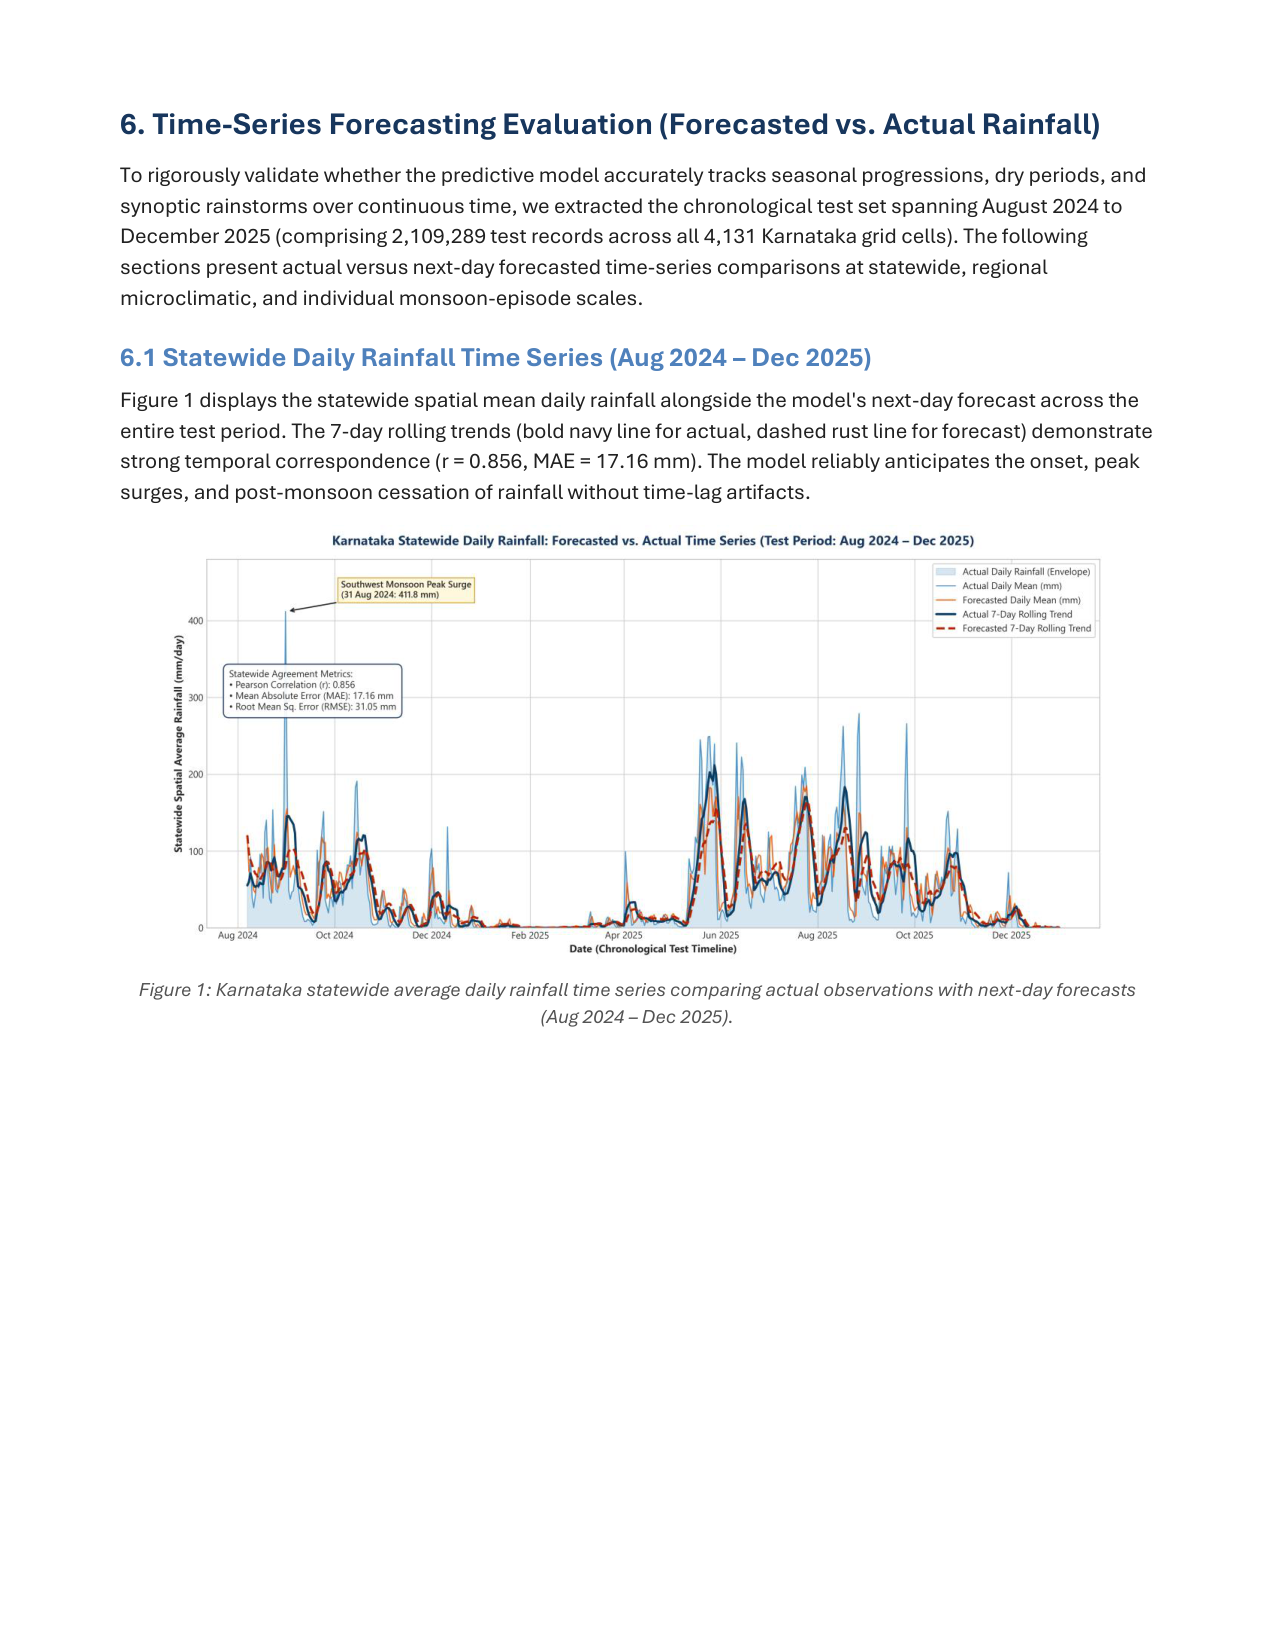 6. Time-Series Forecasting Evaluation (Forecasted vs. Actual Rainfall)
To rigorously validate whether the predictive model accurately tracks seasonal progressions, dry periods, and
synoptic rainstorms over continuous time, we extracted the chronological test set spanning August 2024 to
December 2025 (comprising 2,109,289 test records across all 4,131 Karnataka grid cells). The following
sections present actual versus next-day forecasted time-series comparisons at statewide, regional
microclimatic, and individual monsoon-episode scales.
6.1 Statewide Daily Rainfall Time Series (Aug 2024 – Dec 2025)
Figure 1 displays the statewide spatial mean daily rainfall alongside the model's next-day forecast across the
entire test period. The 7-day rolling trends (bold navy line for actual, dashed rust line for forecast) demonstrate
strong temporal correspondence (r = 0.856, MAE = 17.16 mm). The model reliably anticipates the onset, peak
surges, and post-monsoon cessation of rainfall without time-lag artifacts.
Karnataka Statewide Daily Rainfall: Forecasted vs. Actual Time Series (Test Period: Aug 2024 – Dec 2025)
Southwest Monsoon Peak Surge
(31 Aug 2024: 411.8 mm)
Actual Daily Rainfall (Envelope)
Actual Daily Mean (mm)
Forecasted Daily Mean (mm)
Actual 7-Day Rolling Trend
Forecasted 7-Day Rolling Trend
Statewide Agreement Metrics:
• Pearson Correlation (r): 0.856
• Mean Absolute Error (MAE): 17.16 mm
• Root Mean Sq. Error (RMSE): 31.05 mm
Statewide Spatial Average Rainfall (mm/day)
400
300
200
100
0
Aug 2024 Oct 2024 Dec 2024 Feb 2025 Apr 2025 Jun 2025 Aug 2025 Oct 2025 Dec 2025
Date (Chronological Test Timeline)
Figure 1: Karnataka statewide average daily rainfall time series comparing actual observations with next-day forecasts
(Aug 2024 – Dec 2025).